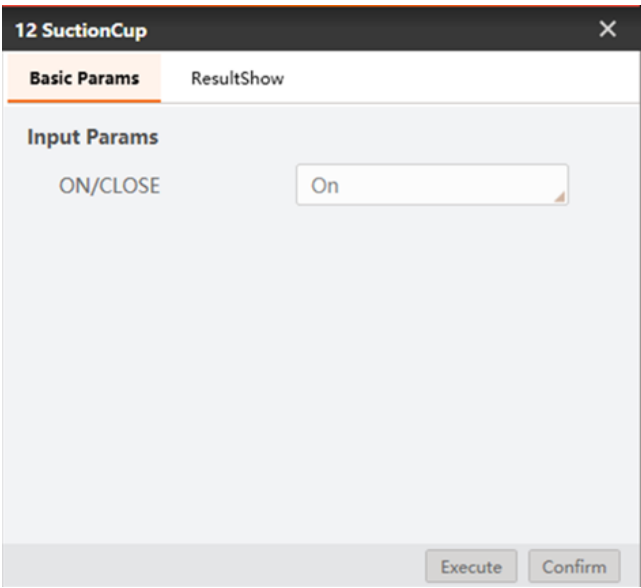 12 SuctionCup
Basic Params ResultShow
Input Params
ON/CLOSE On
Execute Confirm